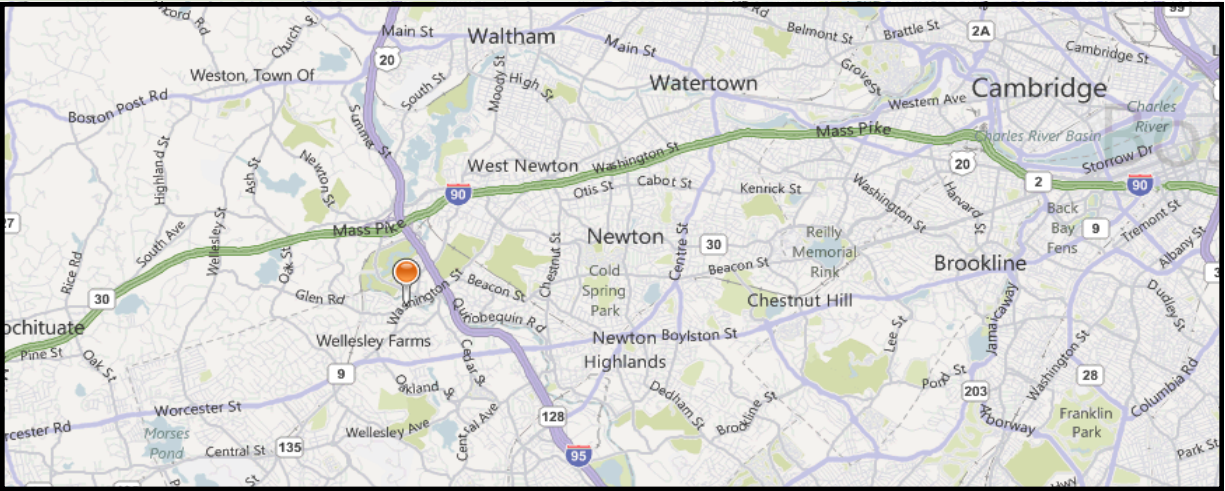 Church St
Main St
Waltham
Main St
Belmont St
Brattle St
2A
Cambridge St
99
20
Weston, Town Of
South St
Moody St
High St
Watertown
Grove St
Western Ave
Cambridge
Charles
River
Boston Post Rd
Summer St
Mass Pike
Charles River Basin
Storrow Dr
Highland St
Ash St
Newton St
West Newton
Washington St
90
Otis St
Cabot St
Kenrick St
Washington St
20
Harvard St
2
90
27
South Ave
Wellesley St
Mass Pike
Newton
Centre St
30
Reilly
Memorial
Rink
Back
Bay
Fens
9
Tremont St
Albany St
Rice Rd
Oak St
Chestnut St
Cold
Spring
Park
Beacon St
Brookline
30
Glen Rd
Washington St
Beacon St
Quinobequin Rd
Chestnut Hill
Dudley St
ochituate
Pine St
Oak St
Wellesley Farms
Newton
Highlands
Boylston St
Lee St
Jamaicaway
Washington St
9
Cedar St
Oakland St
Dedham St
Brookline St
Pond St
203
28
Columbia Rd
Worcester St
rcester Rd
Morses
Pond
Central St
135
Wellesley Ave
Central Ave
128
95
Arborway
Franklin
Park
Park St
Hwy